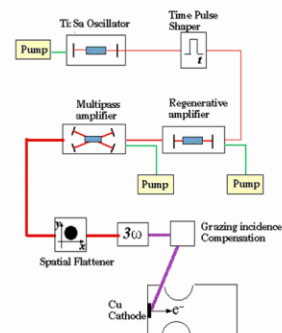 Ti: Sa Oscillator
Time Pulse
Shaper
Pump
t
Multipass
amplifier
Regenerative
amplifier
Pump
Pump
y
x
3ω
Grazing incidence
Compensation
Spatial Flattener
Cu
Cathode
e⁻